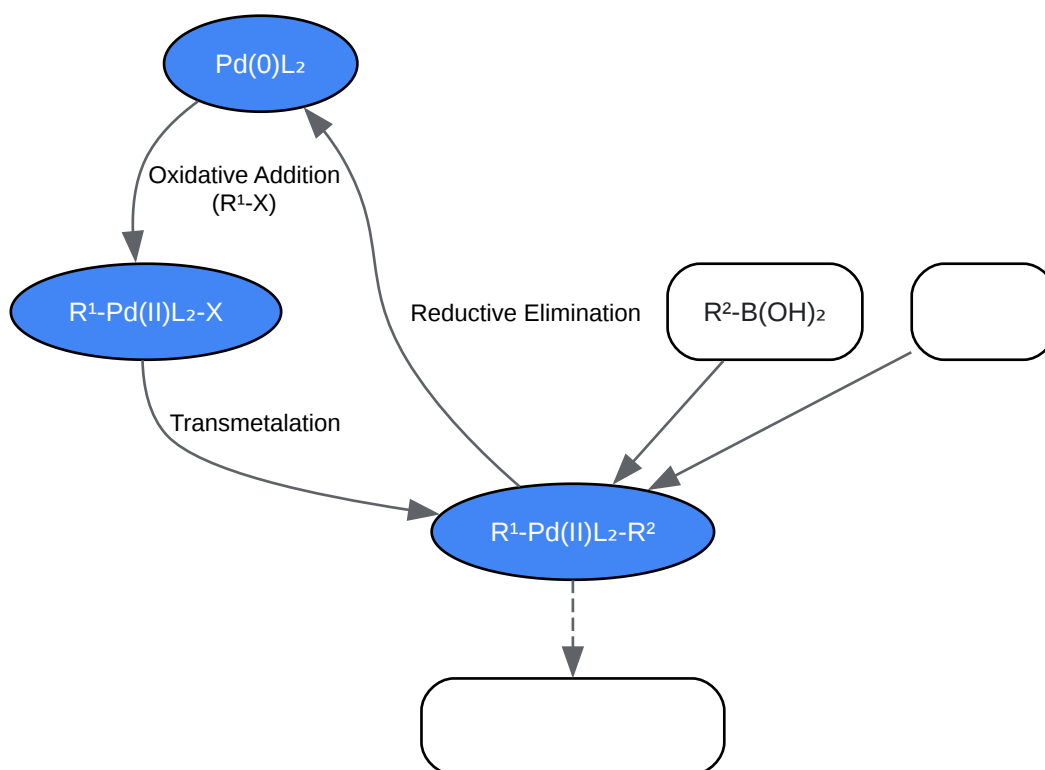 Pd(0)L₂
Oxidative Addition
(R¹-X)
R¹-Pd(II)L₂-X
Reductive Elimination
R²-B(OH)₂
Transmetalation
R¹-Pd(II)L₂-R²